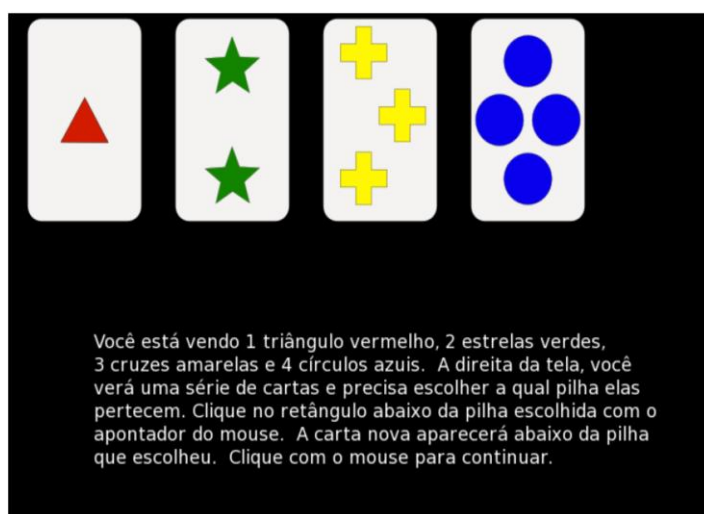 Você está vendo 1 triângulo vermelho, 2 estrelas verdes,
3 cruzes amarelas e 4 círculos azuis.  A direita da tela, você
verá uma série de cartas e precisa escolher a qual pilha elas
pertecem. Clique no retângulo abaixo da pilha escolhida com o
apontador do mouse.  A carta nova aparecerá abaixo da pilha
que escolheu.  Clique com o mouse para continuar.